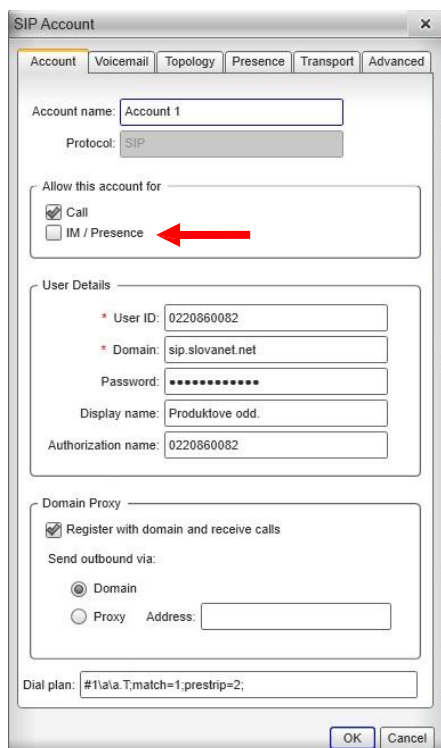 SIP Account
Account Voicemail Topology Presence Transport Advanced
Account name: Account 1
Protocol: SIP
Allow this account for
Call
IM / Presence
User Details
* User ID: 0220860082
* Domain: sip.slovanet.net
Password: ••••••••••••
Display name: Produktove odd.
Authorization name: 0220860082
Domain Proxy
Register with domain and receive calls
Send outbound via:
Domain
Proxy Address:
Dial plan: #1\a\a.T;match=1;prestrip=2;
OK Cancel